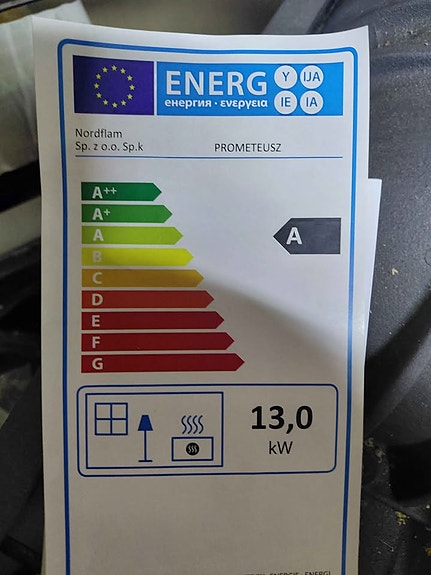 ENERG
Y IJA
IE IA
енергия · ενεργεια
Nordflam
Sp. z o.o. Sp.k
PROMETEUSZ
A++
A+
A
B
C
D
E
F
G
A
13,0
kW